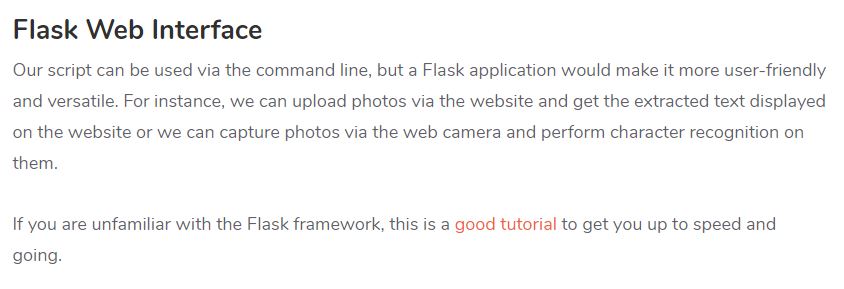 Flask Web Interface
Our script can be used via the command line, but a Flask application would make it more user-friendly
and versatile. For instance, we can upload photos via the website and get the extracted text displayed
on the website or we can capture photos via the web camera and perform character recognition on
them.
If you are unfamiliar with the Flask framework, this is a good tutorial to get you up to speed and
going.